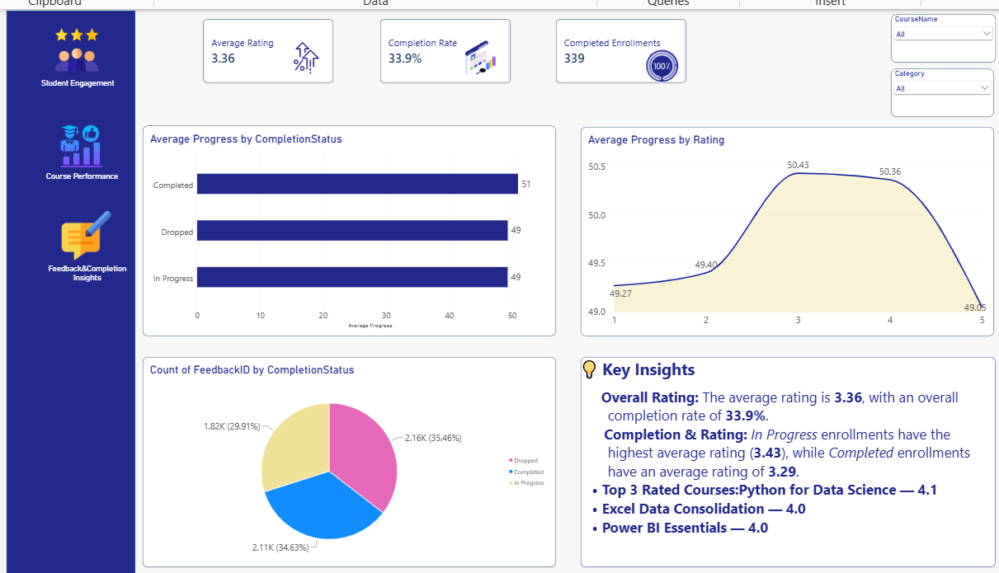 Clipboard
Data
Queries
Insert
Student Engagement
Course Performance
Feedback&Completion
Insights
Average Rating
3.36
%
Completion Rate
33.9%
Completed Enrollments
339
100%
CourseName
All
Category
All
Average Progress by CompletionStatus
Completed
51
Dropped
49
In Progress
49
0 10 20 30 40 50
Average Progress
Average Progress by Rating
50.5
50.0
49.5
49.0
49.27
49.40
50.43
50.36
49.05
1 2 3 4 5
Count of FeedbackID by CompletionStatus
1.82K (29.91%)
2.16K (35.46%)
2.11K (34.63%)
Dropped
Completed
In Progress
Key Insights
Overall Rating: The average rating is 3.36, with an overall
completion rate of 33.9%.
Completion & Rating: In Progress enrollments have the
highest average rating (3.43), while Completed enrollments
have an average rating of 3.29.
• Top 3 Rated Courses:Python for Data Science — 4.1
• Excel Data Consolidation — 4.0
• Power BI Essentials — 4.0